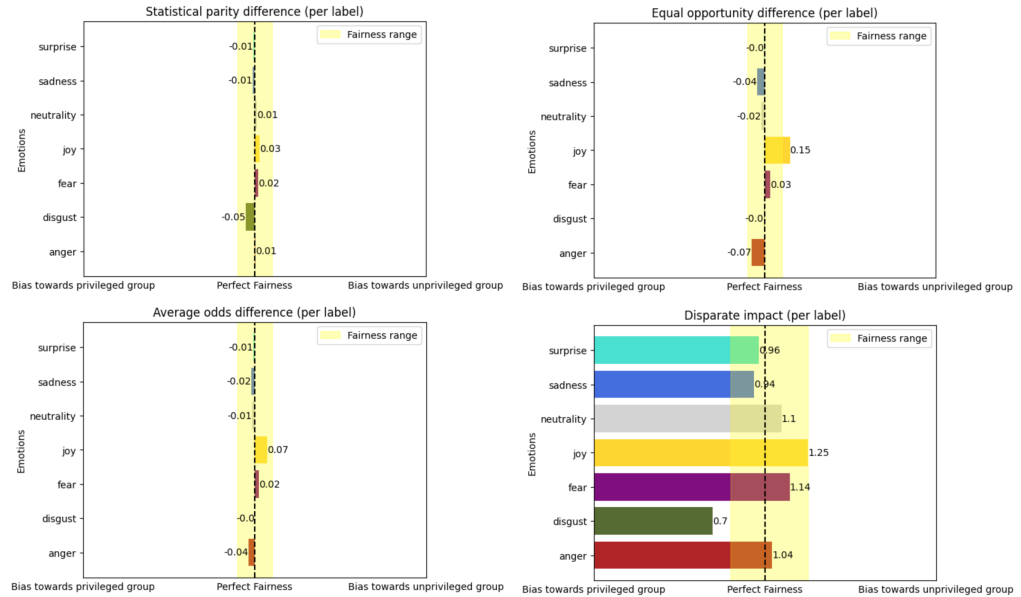 Statistical parity difference (per label)
Fairness range
Emotions
surprise -0.01
sadness -0.01
neutrality 0.01
joy 0.03
fear 0.02
disgust -0.05
anger 0.01
Bias towards privileged group Perfect Fairness Bias towards unprivileged group
Equal opportunity difference (per label)
Fairness range
Emotions
surprise -0.0
sadness -0.04
neutrality -0.02
joy 0.15
fear 0.03
disgust -0.0
anger -0.07
Bias towards privileged group Perfect Fairness Bias towards unprivileged group
Average odds difference (per label)
Fairness range
Emotions
surprise -0.01
sadness -0.02
neutrality -0.01
joy 0.07
fear 0.02
disgust -0.0
anger -0.04
Bias towards privileged group Perfect Fairness Bias towards unprivileged group
Disparate impact (per label)
Fairness range
Emotions
surprise 0.96
sadness 0.94
neutrality 1.1
joy 1.25
fear 1.14
disgust 0.7
anger 1.04
Bias towards privileged group Perfect Fairness Bias towards unprivileged group